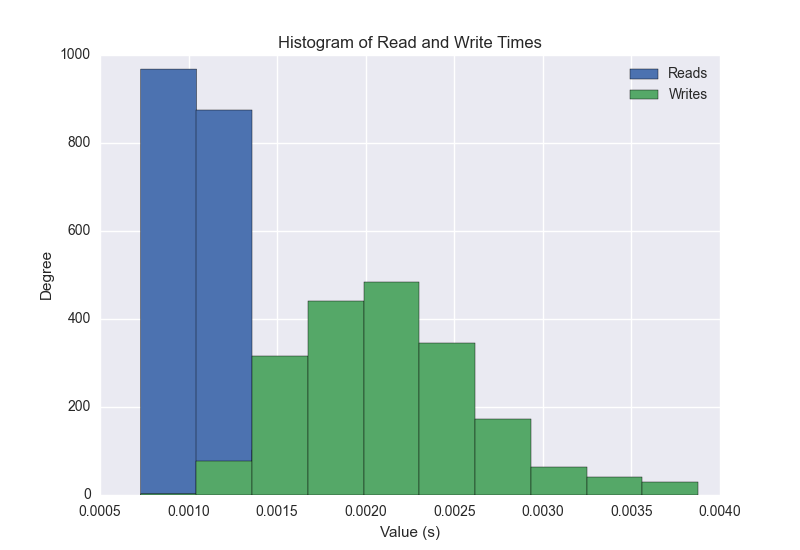 Histogram of Read and Write Times
1000
800
600
400
200
0
Degree
Reads
Writes
0.0005
0.0010
0.0015
0.0020
0.0025
0.0030
0.0035
0.0040
Value (s)